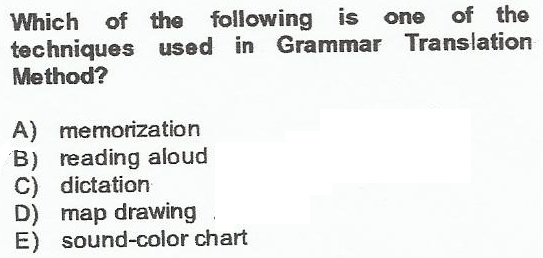 Which of the following is one of the
techniques used in Grammar Translation
Method?
A) memorization
B) reading aloud
C) dictation
D) map drawing
E) sound-color chart